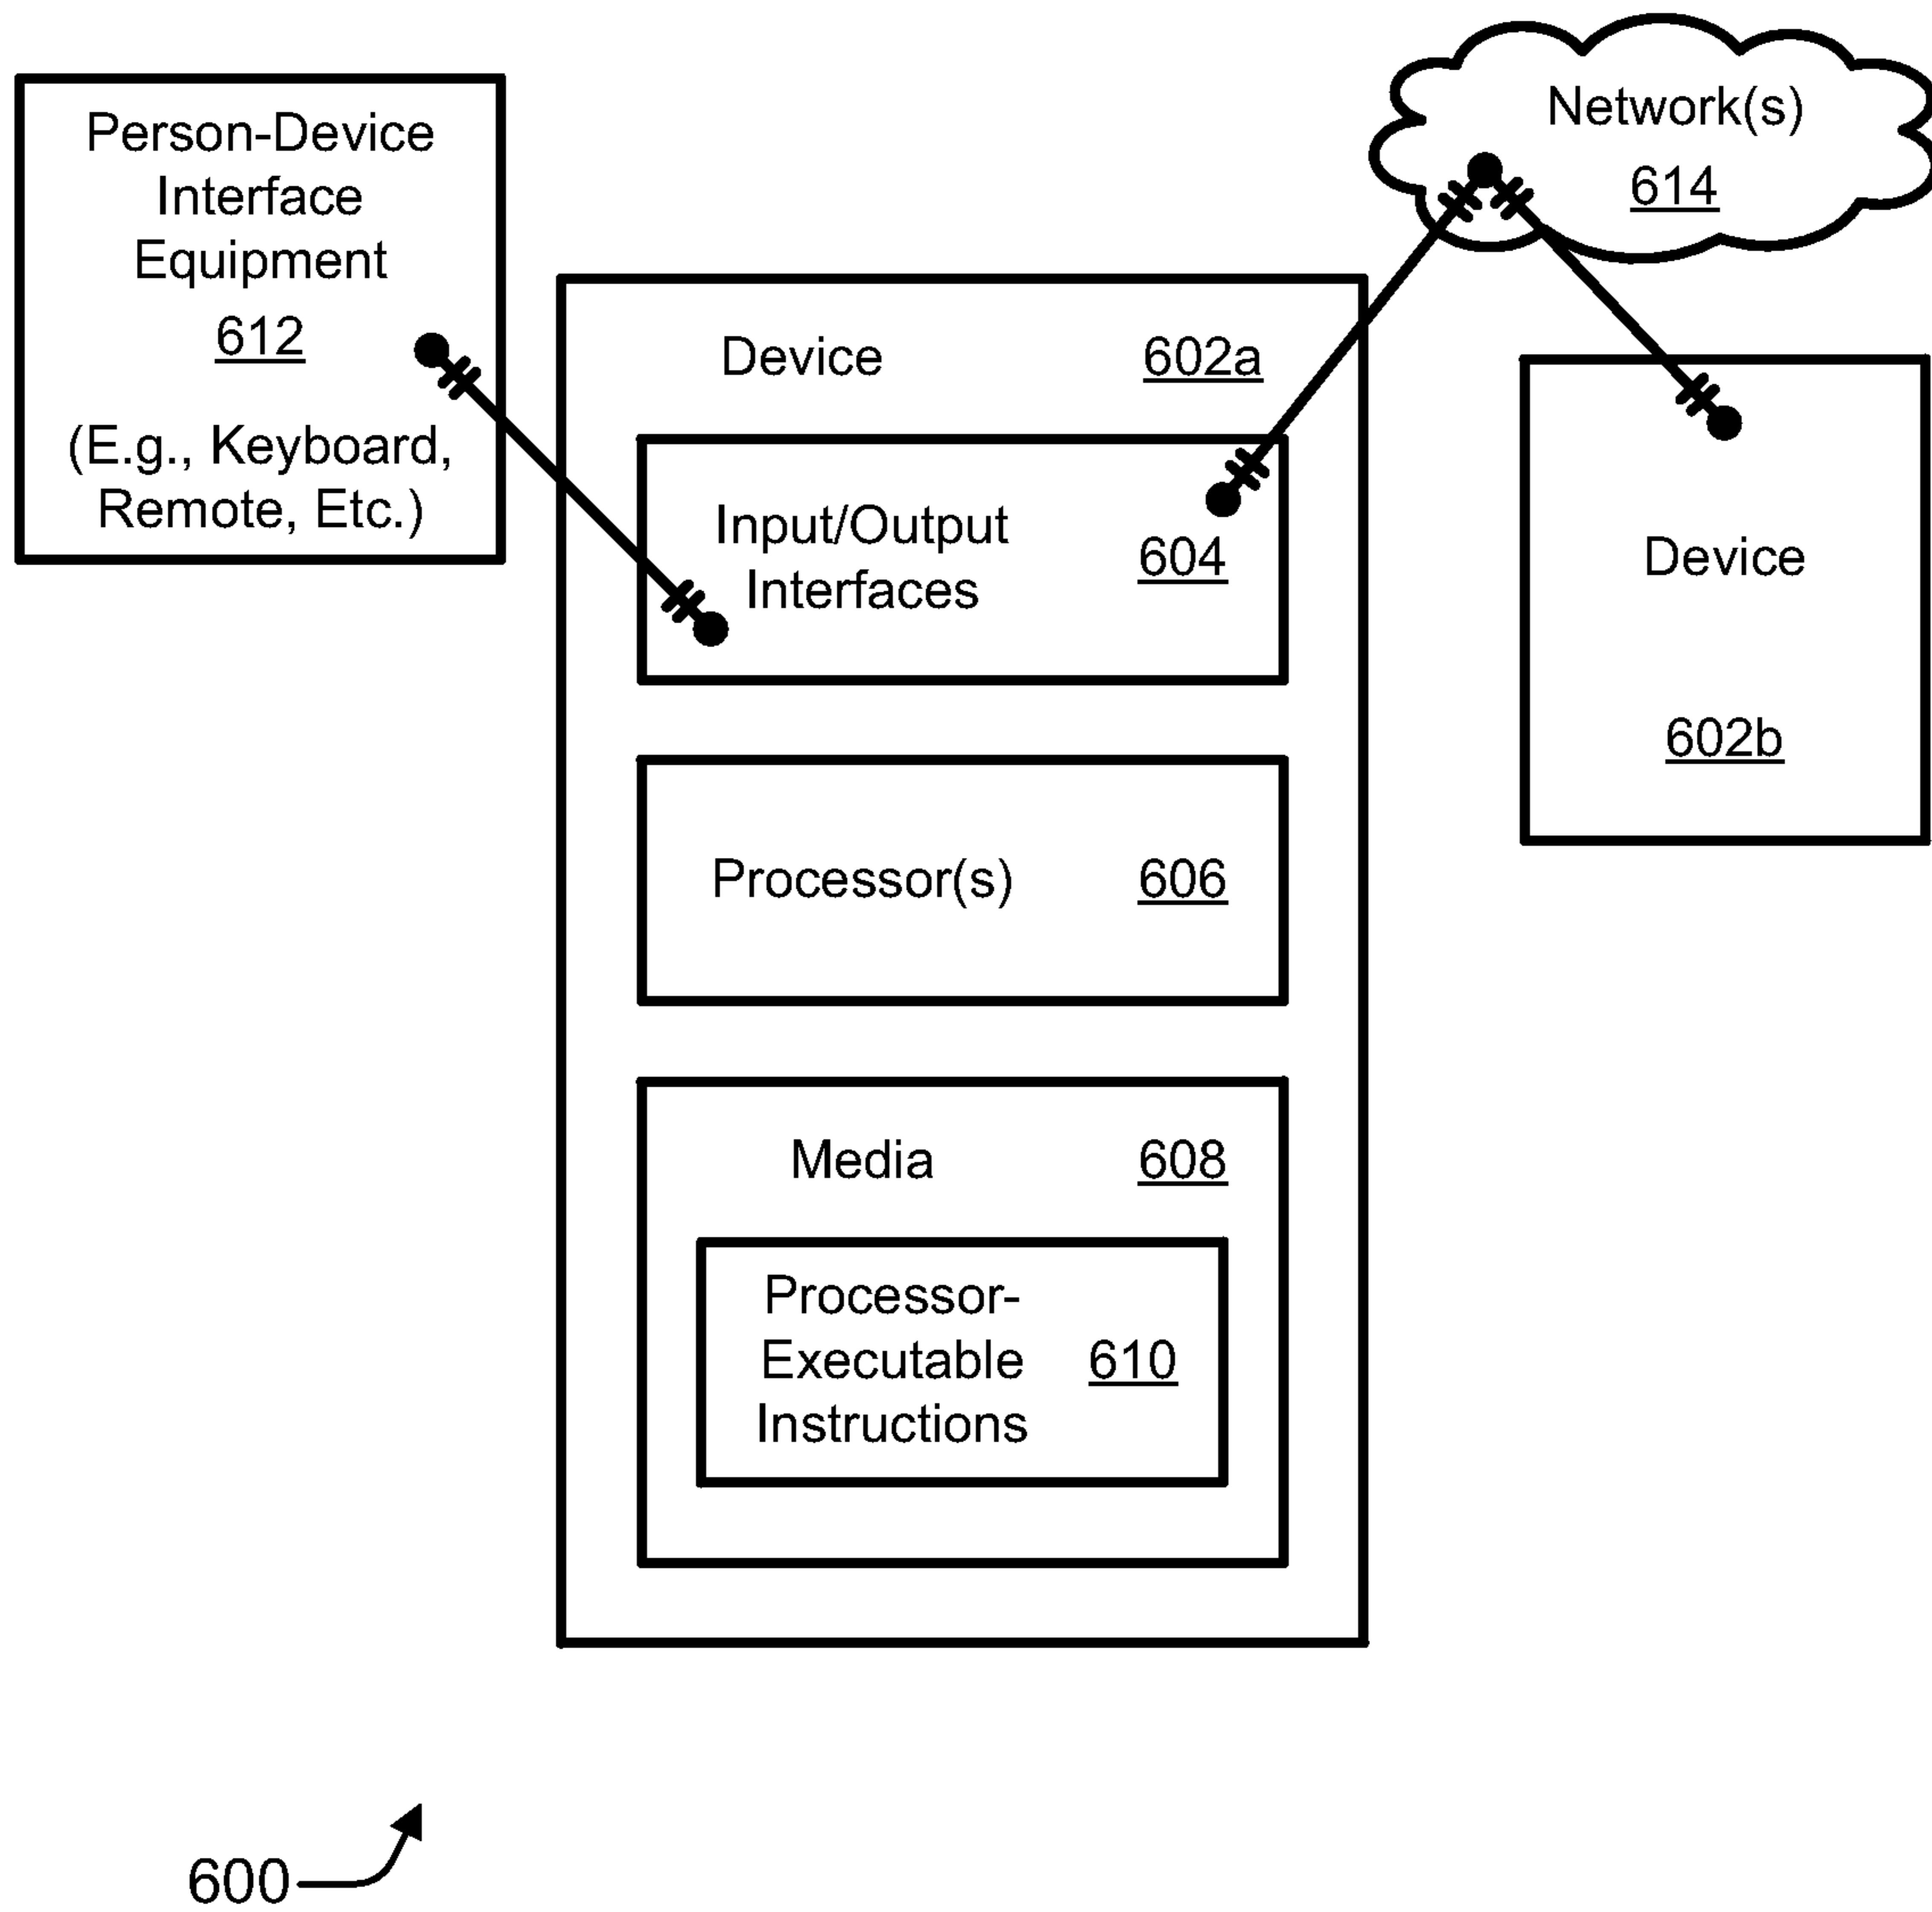 Person-Device
Interface
Equipment
612
(E.g., Keyboard,
Remote, Etc.)
Network(s)
614
Device 602a
Input/Output
Interfaces
604
Processor(s) 606
Media 608
Processor-
Executable
Instructions
610
Device
602b
600